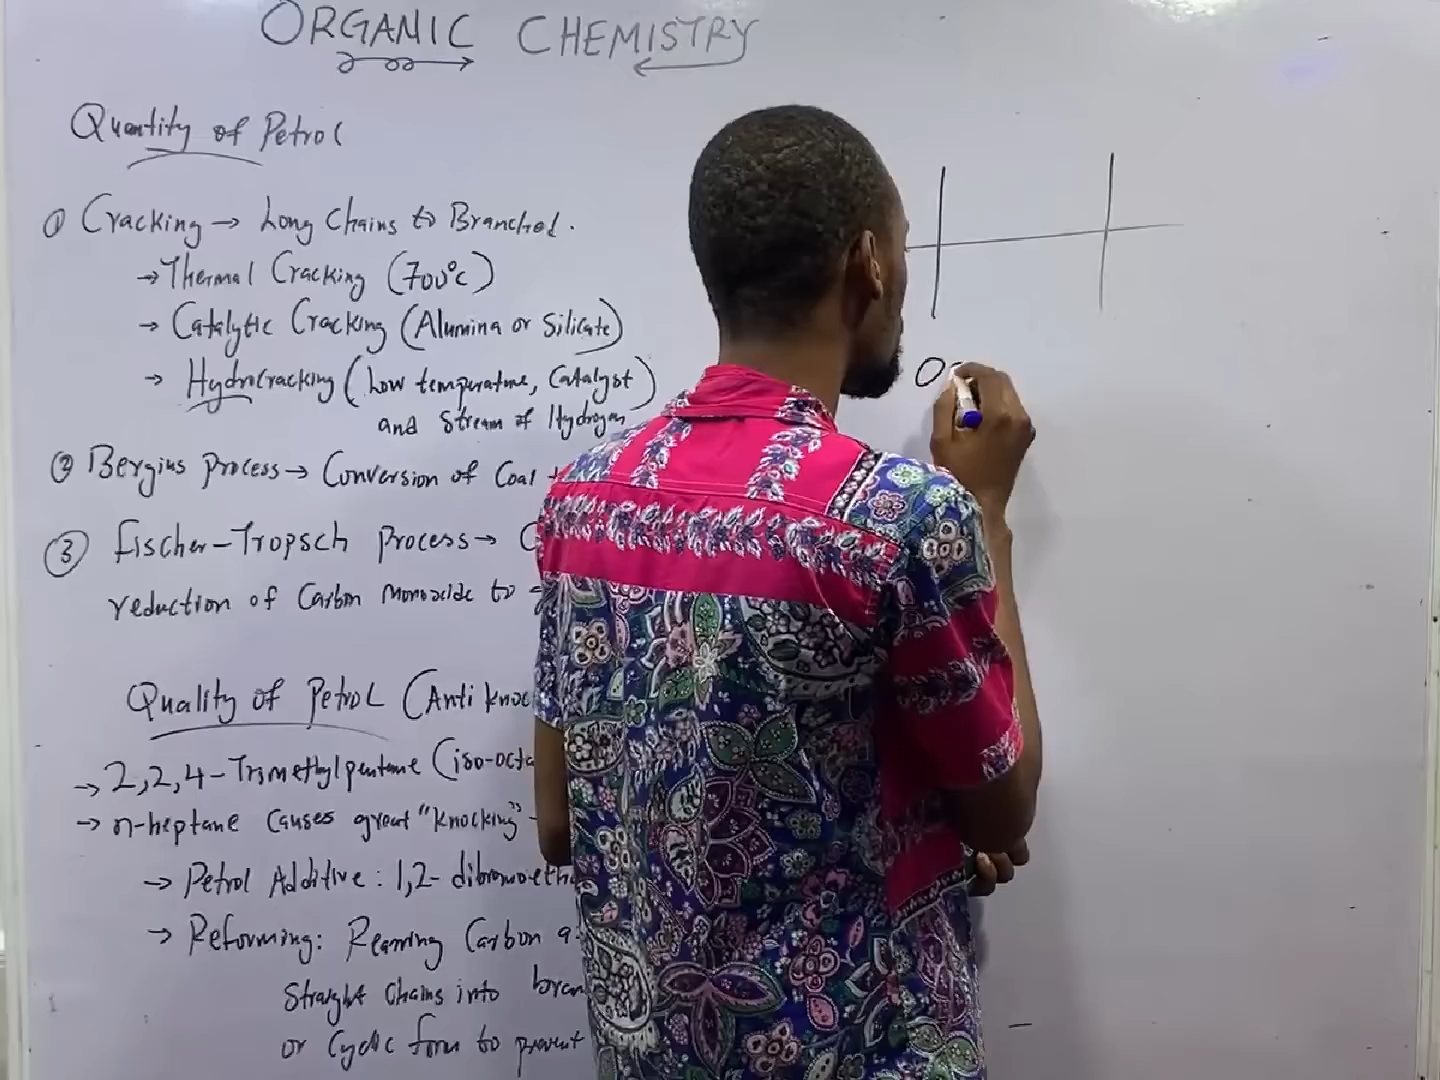 ORGANIC CHEMISTRY
Quantity of Petrol
① Cracking → Long Chains to Branched.
→ Thermal Cracking (700°C)
→ Catalytic Cracking (Alumina or Silicate)
→ Hydrocracking (Low temperature, Catalyst
and Stream of Hydrogen
② Bergius Process → Conversion of Coal
③ Fischer-Tropsch Process →
reduction of Carbon Monoxide to
Quality of Petrol (Anti knoc
→ 2,2,4-Trimethylpentane (iso-octa
→ n-heptane causes great "knocking"
→ Petrol Additive: 1,2-dibromoeth
→ Reforming: Carbon
Straight Chains into bran
or Cyclic form to prevent